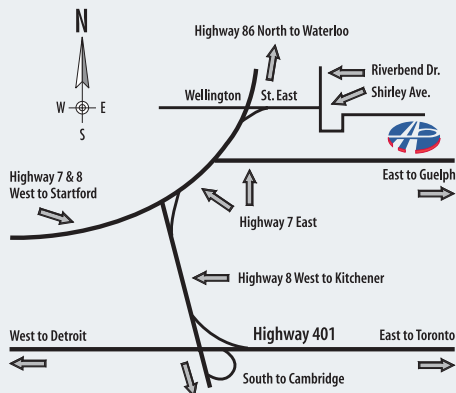 N
W
E
S
Highway 86 North to Waterloo
Riverbend Dr.
Wellington St. East
Shirley Ave.
Highway 7 & 8
West to Startford
East to Guelph
Highway 7 East
Highway 8 West to Kitchener
West to Detroit
Highway 401
East to Toronto
South to Cambridge